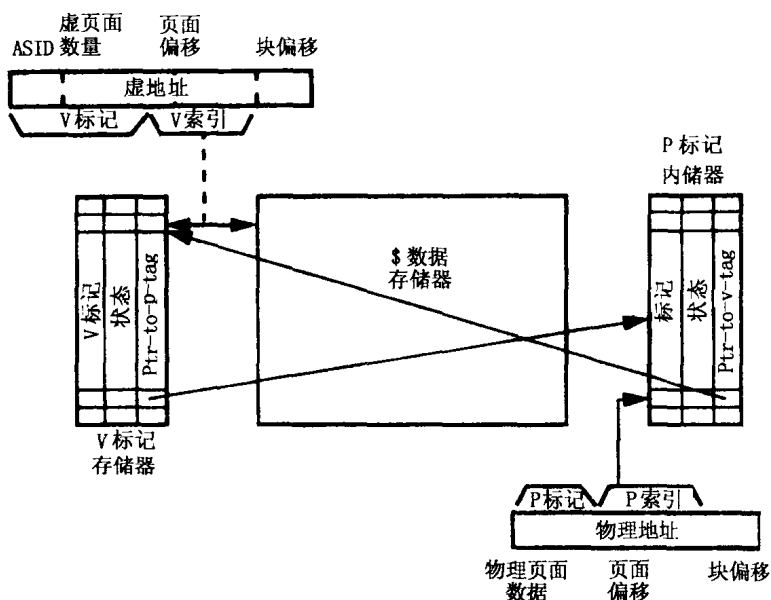 虚页面 页面
ASID 数量 偏移 块偏移
虚地址
V标记 V索引
P 标记
内储器
$数据
存储器
V标记
状态
Ptr-to-p-tag
标记
状态
Ptr-to-v-tag
V标记
存储器
P标记 P索引
物理地址
物理页面 页面 块偏移
数据 偏移